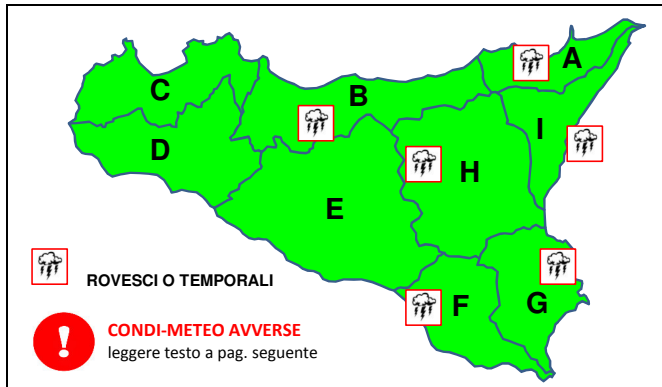 A
C
B
I
D
H
E
F
G
ROVESCI O TEMPORALI
! CONDI-METEO AVVERSE
leggere testo a pag. seguente